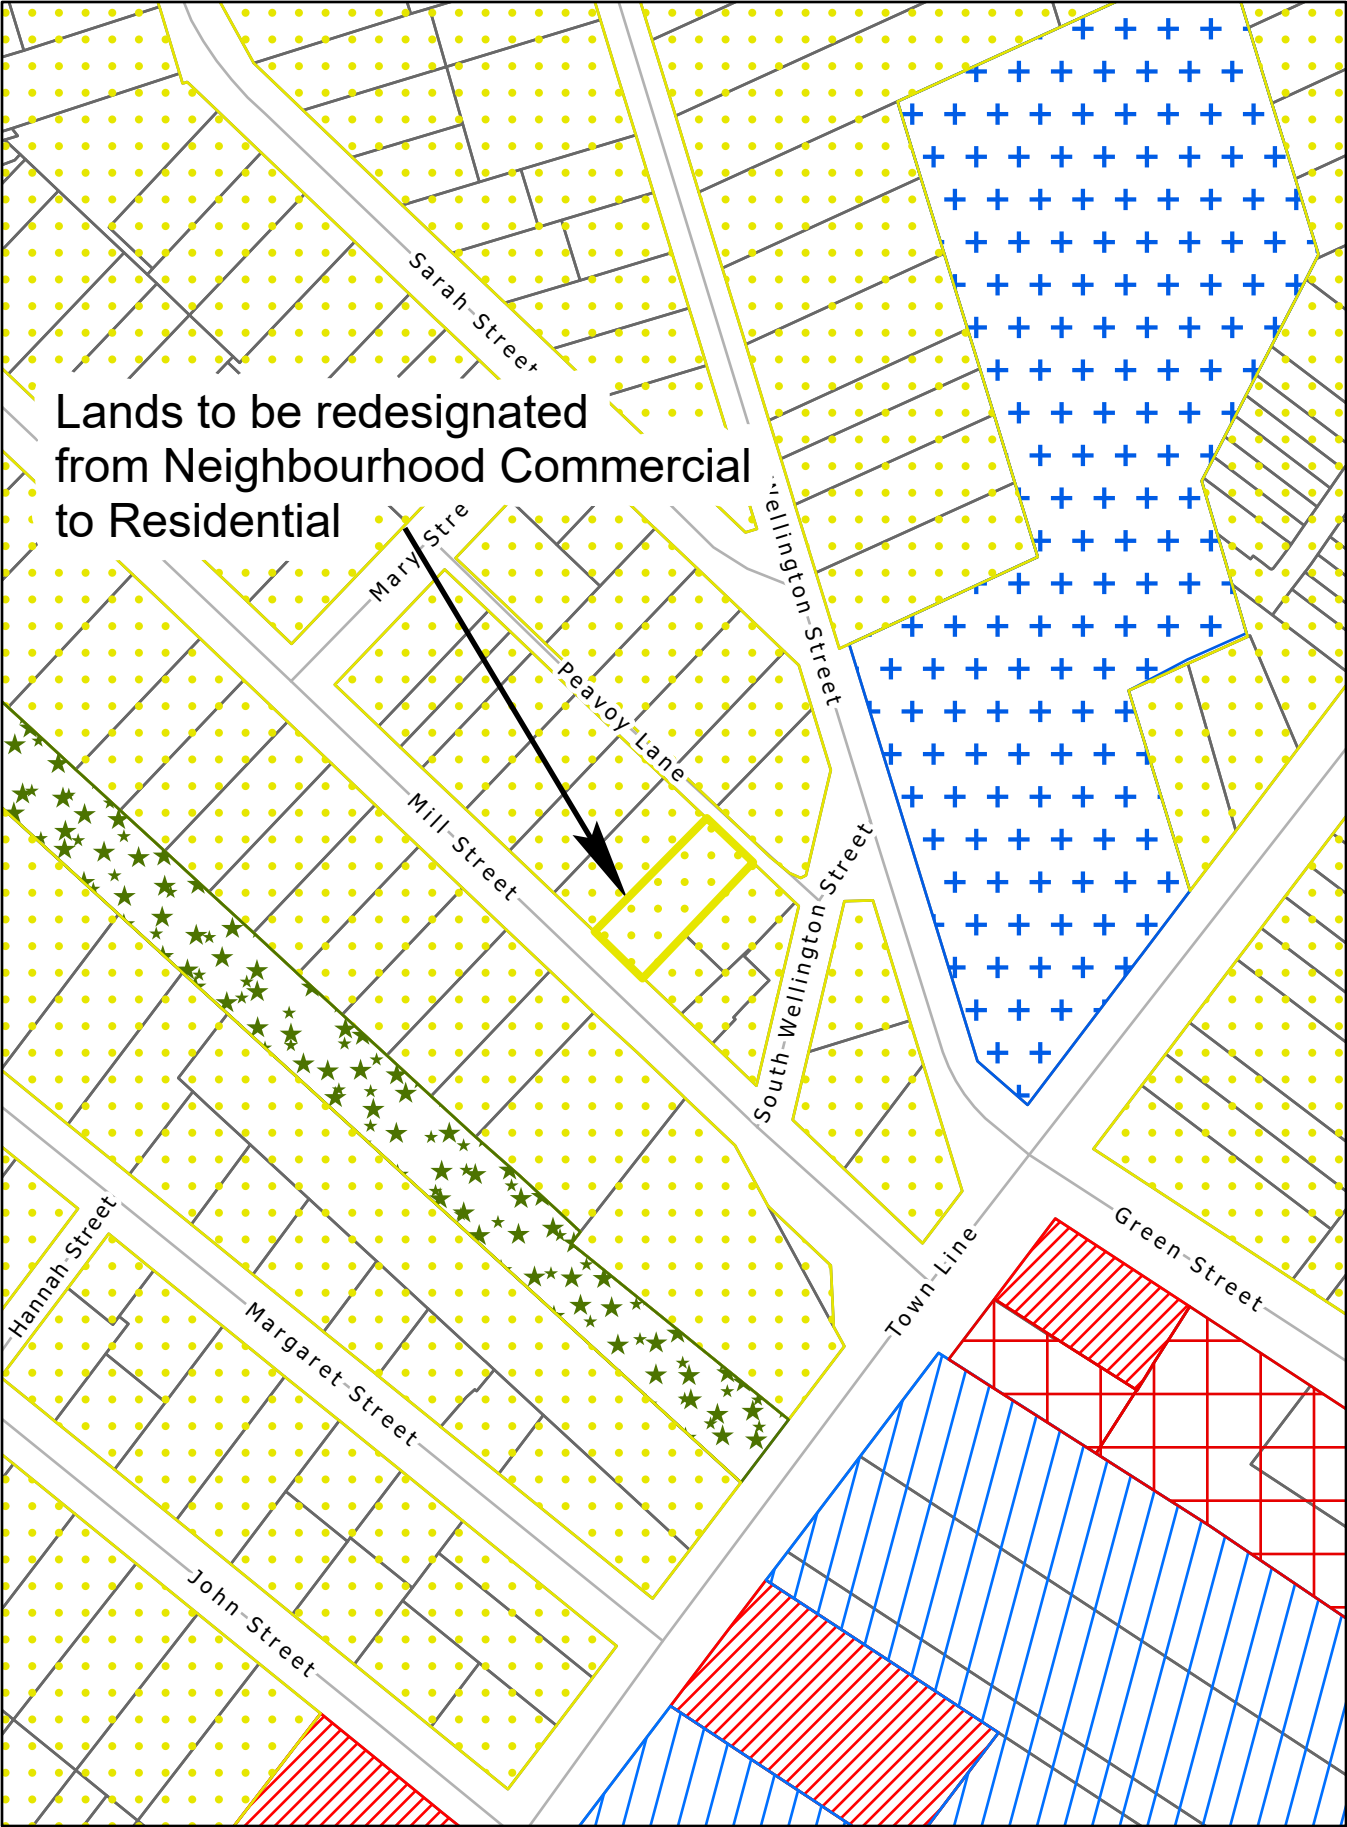 Sarah Street
Lands to be redesignated
from Neighbourhood Commercial
to Residential
Mary Stre
Wellington Street
Peavoy Lane
Mill Street
South Wellington Street
Hannah Street
Town Line
Green Street
Margaret Street
John Street